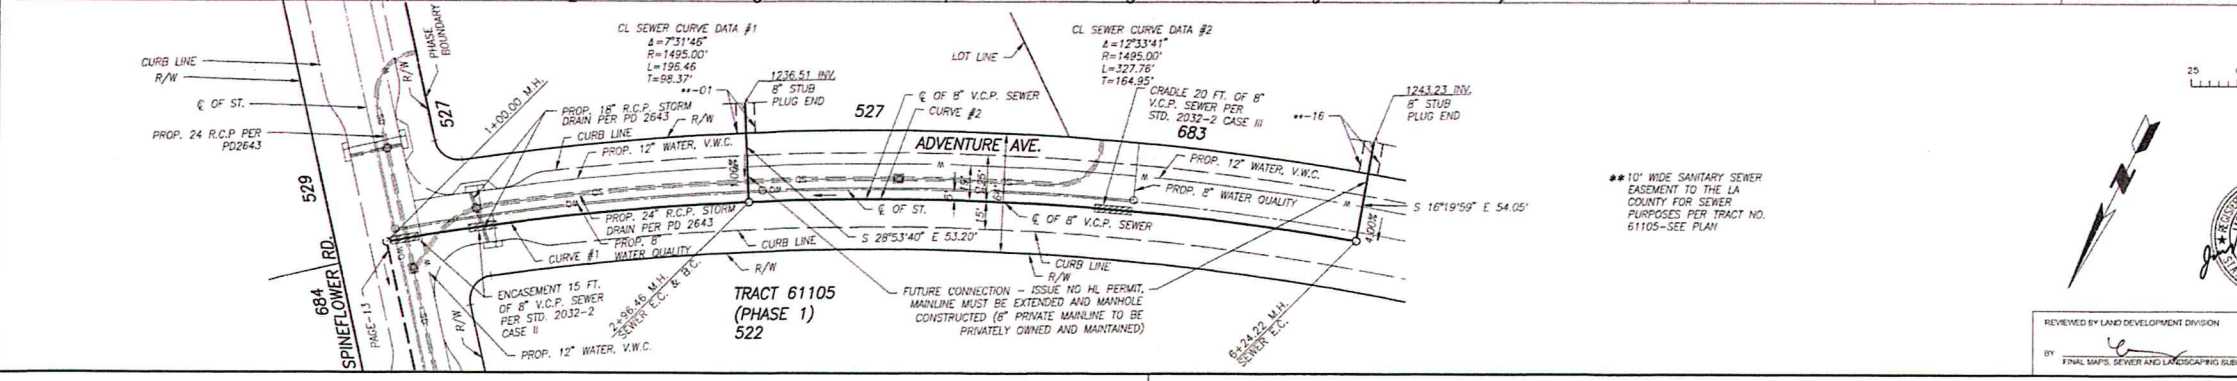 CURB LINE
R/W
℄ OF ST.
PROP. 24 R.C.P PER
PD2643
529
684
SPINEFLOWER RD.
PAGE-13
R/W
PHASE
BOUNDARY
527
1+00.00 M.H.
CL SEWER CURVE DATA #1
Δ=7°31'46"
R=1495.00'
L=196.46
T=98.37'
**-01
1236.51 INV.
8" STUB
PLUG END
PROP. 18" R.C.P. STORM
DRAIN PER PD 2643
R/W
CURB LINE
PROP. 12" WATER, V.W.C.
527
℄ OF 8" V.C.P. SEWER
CURVE #2
LOT LINE
CL SEWER CURVE DATA #2
Δ=12°33'41"
R=1495.00'
L=327.76'
T=164.95'
CRADLE 20 FT. OF 8"
V.C.P. SEWER PER
STD. 2032-2 CASE III
683
ADVENTURE AVE.
**-16
1243.23 INV.
8" STUB
PLUG END
PROP. 12" WATER, V.W.C.
PROP. 8" WATER QUALITY
S 16°19'59" E 54.05'
PROP. 24" R.C.P. STORM
DRAIN PER PD 2643
PROP. 8"
WATER QUALITY
CURVE #1
℄ OF ST.
℄ OF 8" V.C.P. SEWER
15'
S 28°53'40" E 53.20'
CURB LINE
R/W
CURB LINE
R/W
ENCASEMENT 15 FT.
OF 8" V.C.P. SEWER
PER STD. 2032-2
CASE II
R/W
PROP. 12" WATER, V.W.C.
2+96.46 M.H.
SEWER E.C. & B.C.
TRACT 61105
(PHASE 1)
522
FUTURE CONNECTION - ISSUE NO HL PERMIT,
MAINLINE MUST BE EXTENDED AND MANHOLE
CONSTRUCTED (8" PRIVATE MAINLINE TO BE
PRIVATELY OWNED AND MAINTAINED)
6+24.22 M.H.
SEWER E.C.
4.00%
**10' WIDE SANITARY SEWER
EASEMENT TO THE LA
COUNTY FOR SEWER
PURPOSES PER TRACT NO.
61105-SEE PLAN
N
25
REVIEWED BY LAND DEVELOPMENT DIVISION
BY
FINAL MAPS, SEWER AND LANDSCAPING SUB